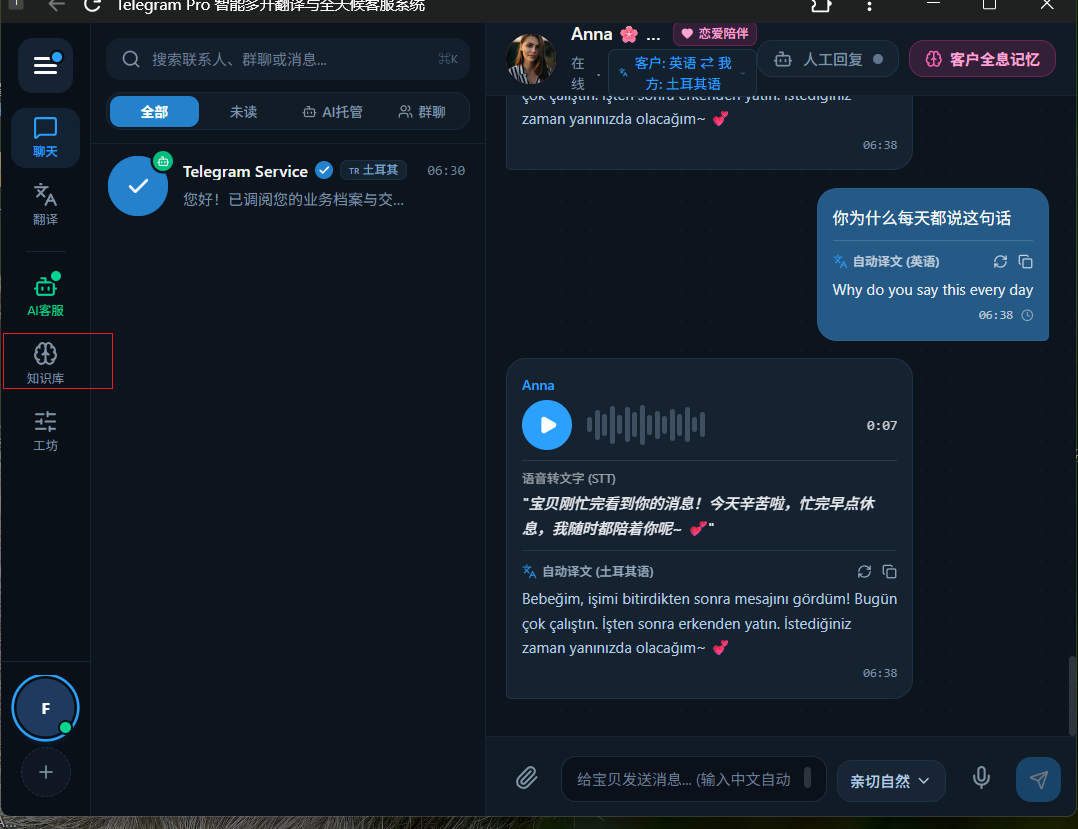 Telegram Pro 智能多开翻译与全天候客服系统
搜索联系人、群聊或消息...
⌘K
全部
未读
AI托管
群聊
聊天
翻译
AI客服
知识库
工坊
F
Telegram Service
TR 土耳其
06:30
您好！已调阅您的业务档案与交...
Anna 🌸 ...
恋爱陪伴
在线
·
客户: 英语 ⇄ 我方: 土耳其语
人工回复
客户全息记忆
çok çalıştın. İşten sonra erkenden yatın. İstediğiniz
zaman yanınızda olacağım~ 💕
06:38
你为什么每天都说这句话
自动译文 (英语)
Why do you say this every day
06:38
Anna
0:07
语音转文字 (STT)
"宝贝刚忙完看到你的消息！今天辛苦啦，忙完早点休
息，我随时都陪着你呢~ 💕"
自动译文 (土耳其语)
Bebeğim, işimi bitirdikten sonra mesajını gördüm! Bugün
çok çalıştın. İşten sonra erkenden yatın. İstediğiniz
zaman yanınızda olacağım~ 💕
06:38
给宝贝发送消息... (输入中文自动
亲切自然